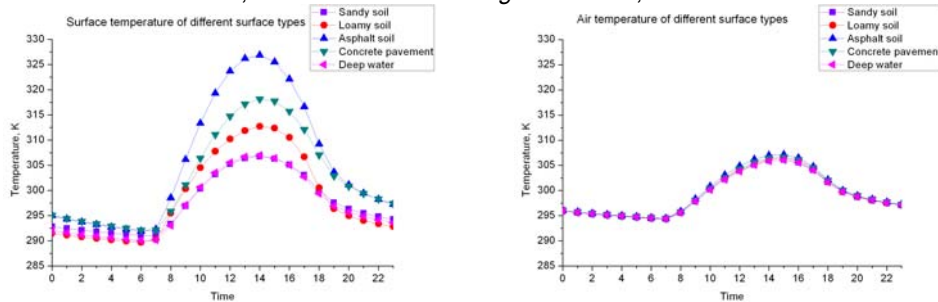 Surface temperature of different surface types
Sandy soil
Loamy soil
Asphalt soil
Concrete pavement
Deep water
Temperature, K
330
325
320
315
310
305
300
295
290
285
0 2 4 6 8 10 12 14 16 18 20 22
Time
Air temperature of different surface types
Sandy soil
Loamy soil
Asphalt soil
Concrete pavement
Deep water
Temperature, K
330
325
320
315
310
305
300
295
290
285
0 2 4 6 8 10 12 14 16 18 20 22
Time